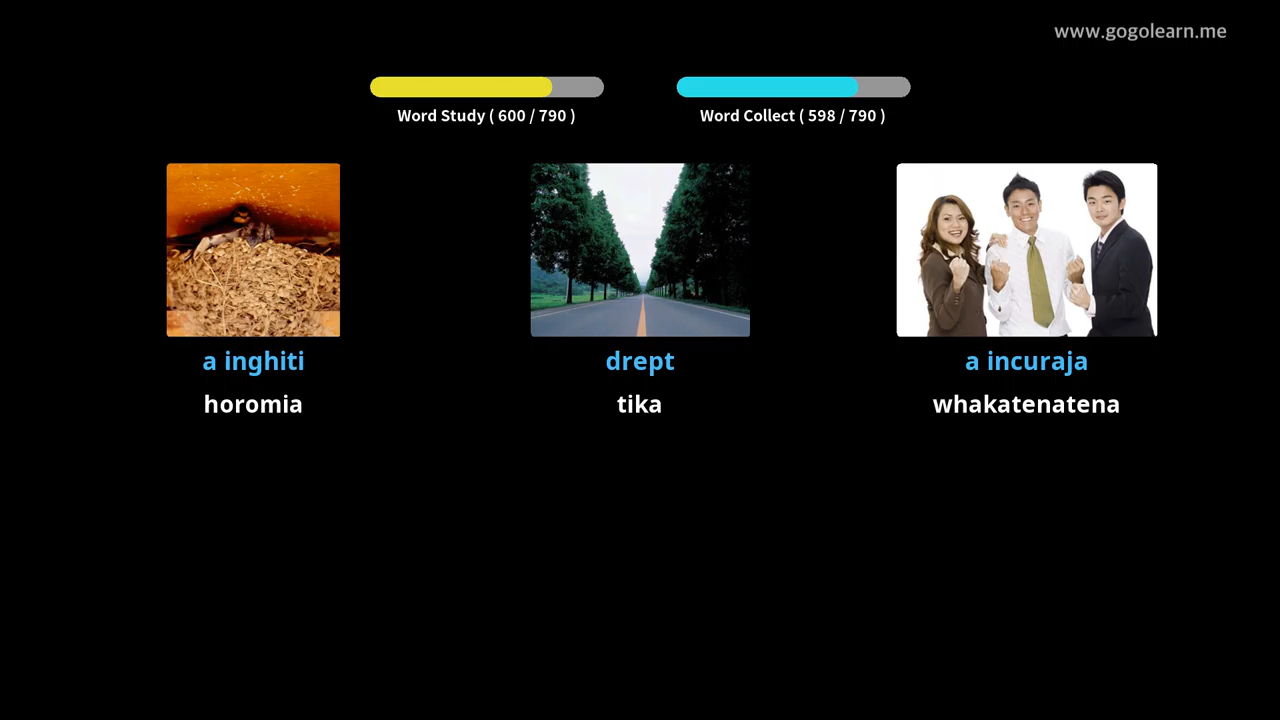 www.gogolearn.me
Word Study ( 600 / 790 )
Word Collect ( 598 / 790 )
a inghiti
horomia
drept
tika
a incuraja
whakatenatena